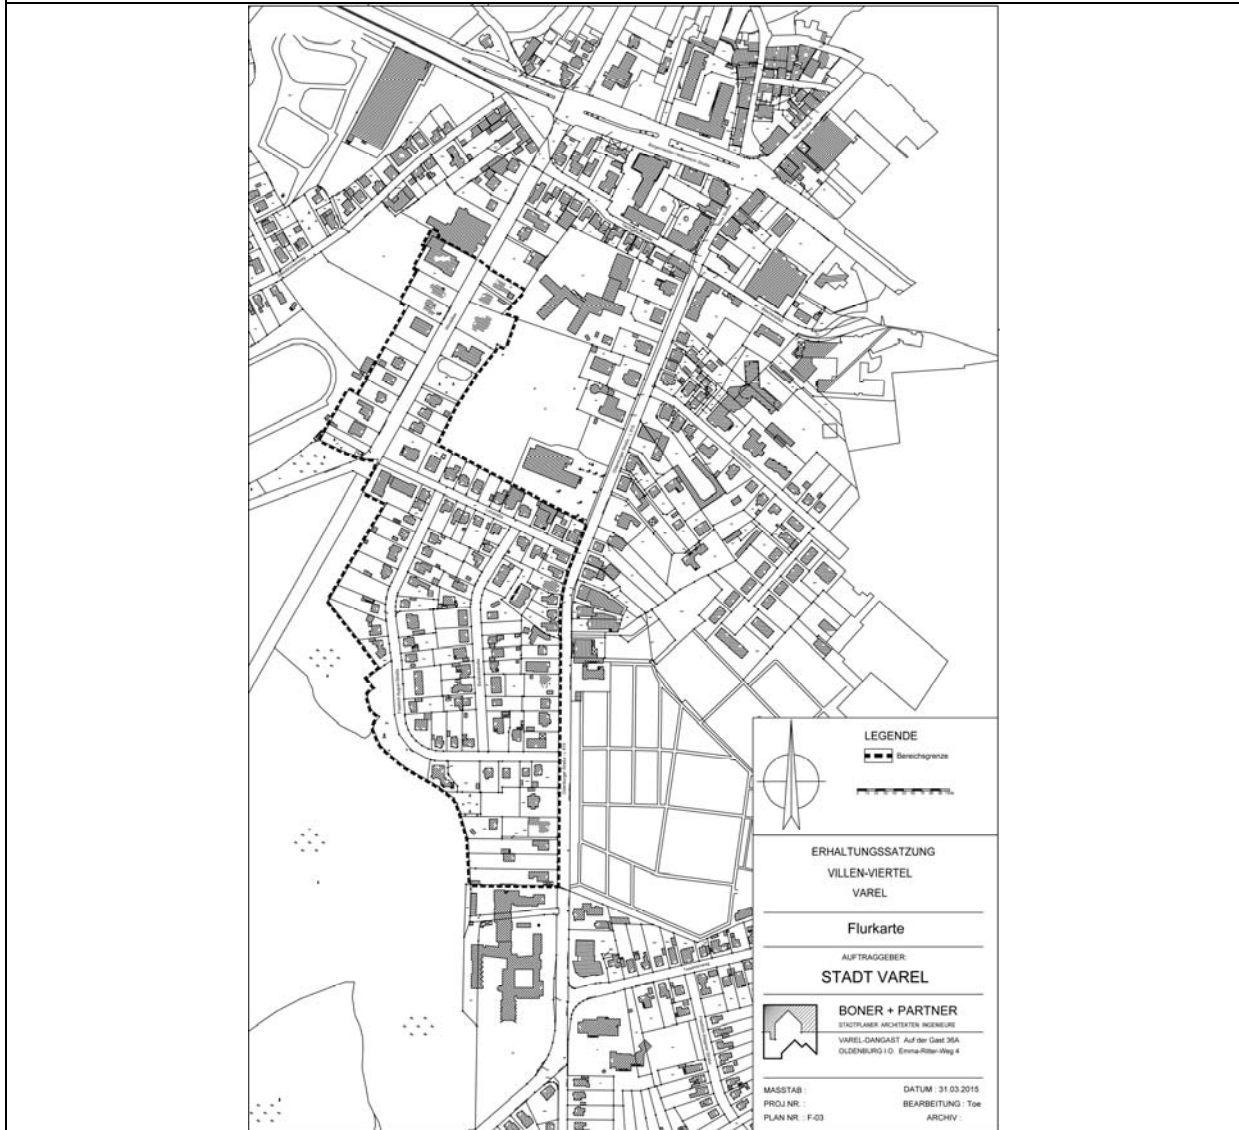 LEGENDE
Bereichsgrenze
ERHALTUNGSSATZUNG
VILLEN-VIERTEL
VAREL
Flurkarte
AUFTRAGGEBER:
STADT VAREL
BONER + PARTNER
STADTPLANER ARCHITEKTEN INGENIEURE
VAREL-DANGAST Auf der Gast 36A
OLDENBURG I.O. Emma-Ritter-Weg 4
MASSTAB :
DATUM : 31.03.2015
PROJ.NR. :
BEARBEITUNG : Toe
PLAN NR. : F-03
ARCHIV :